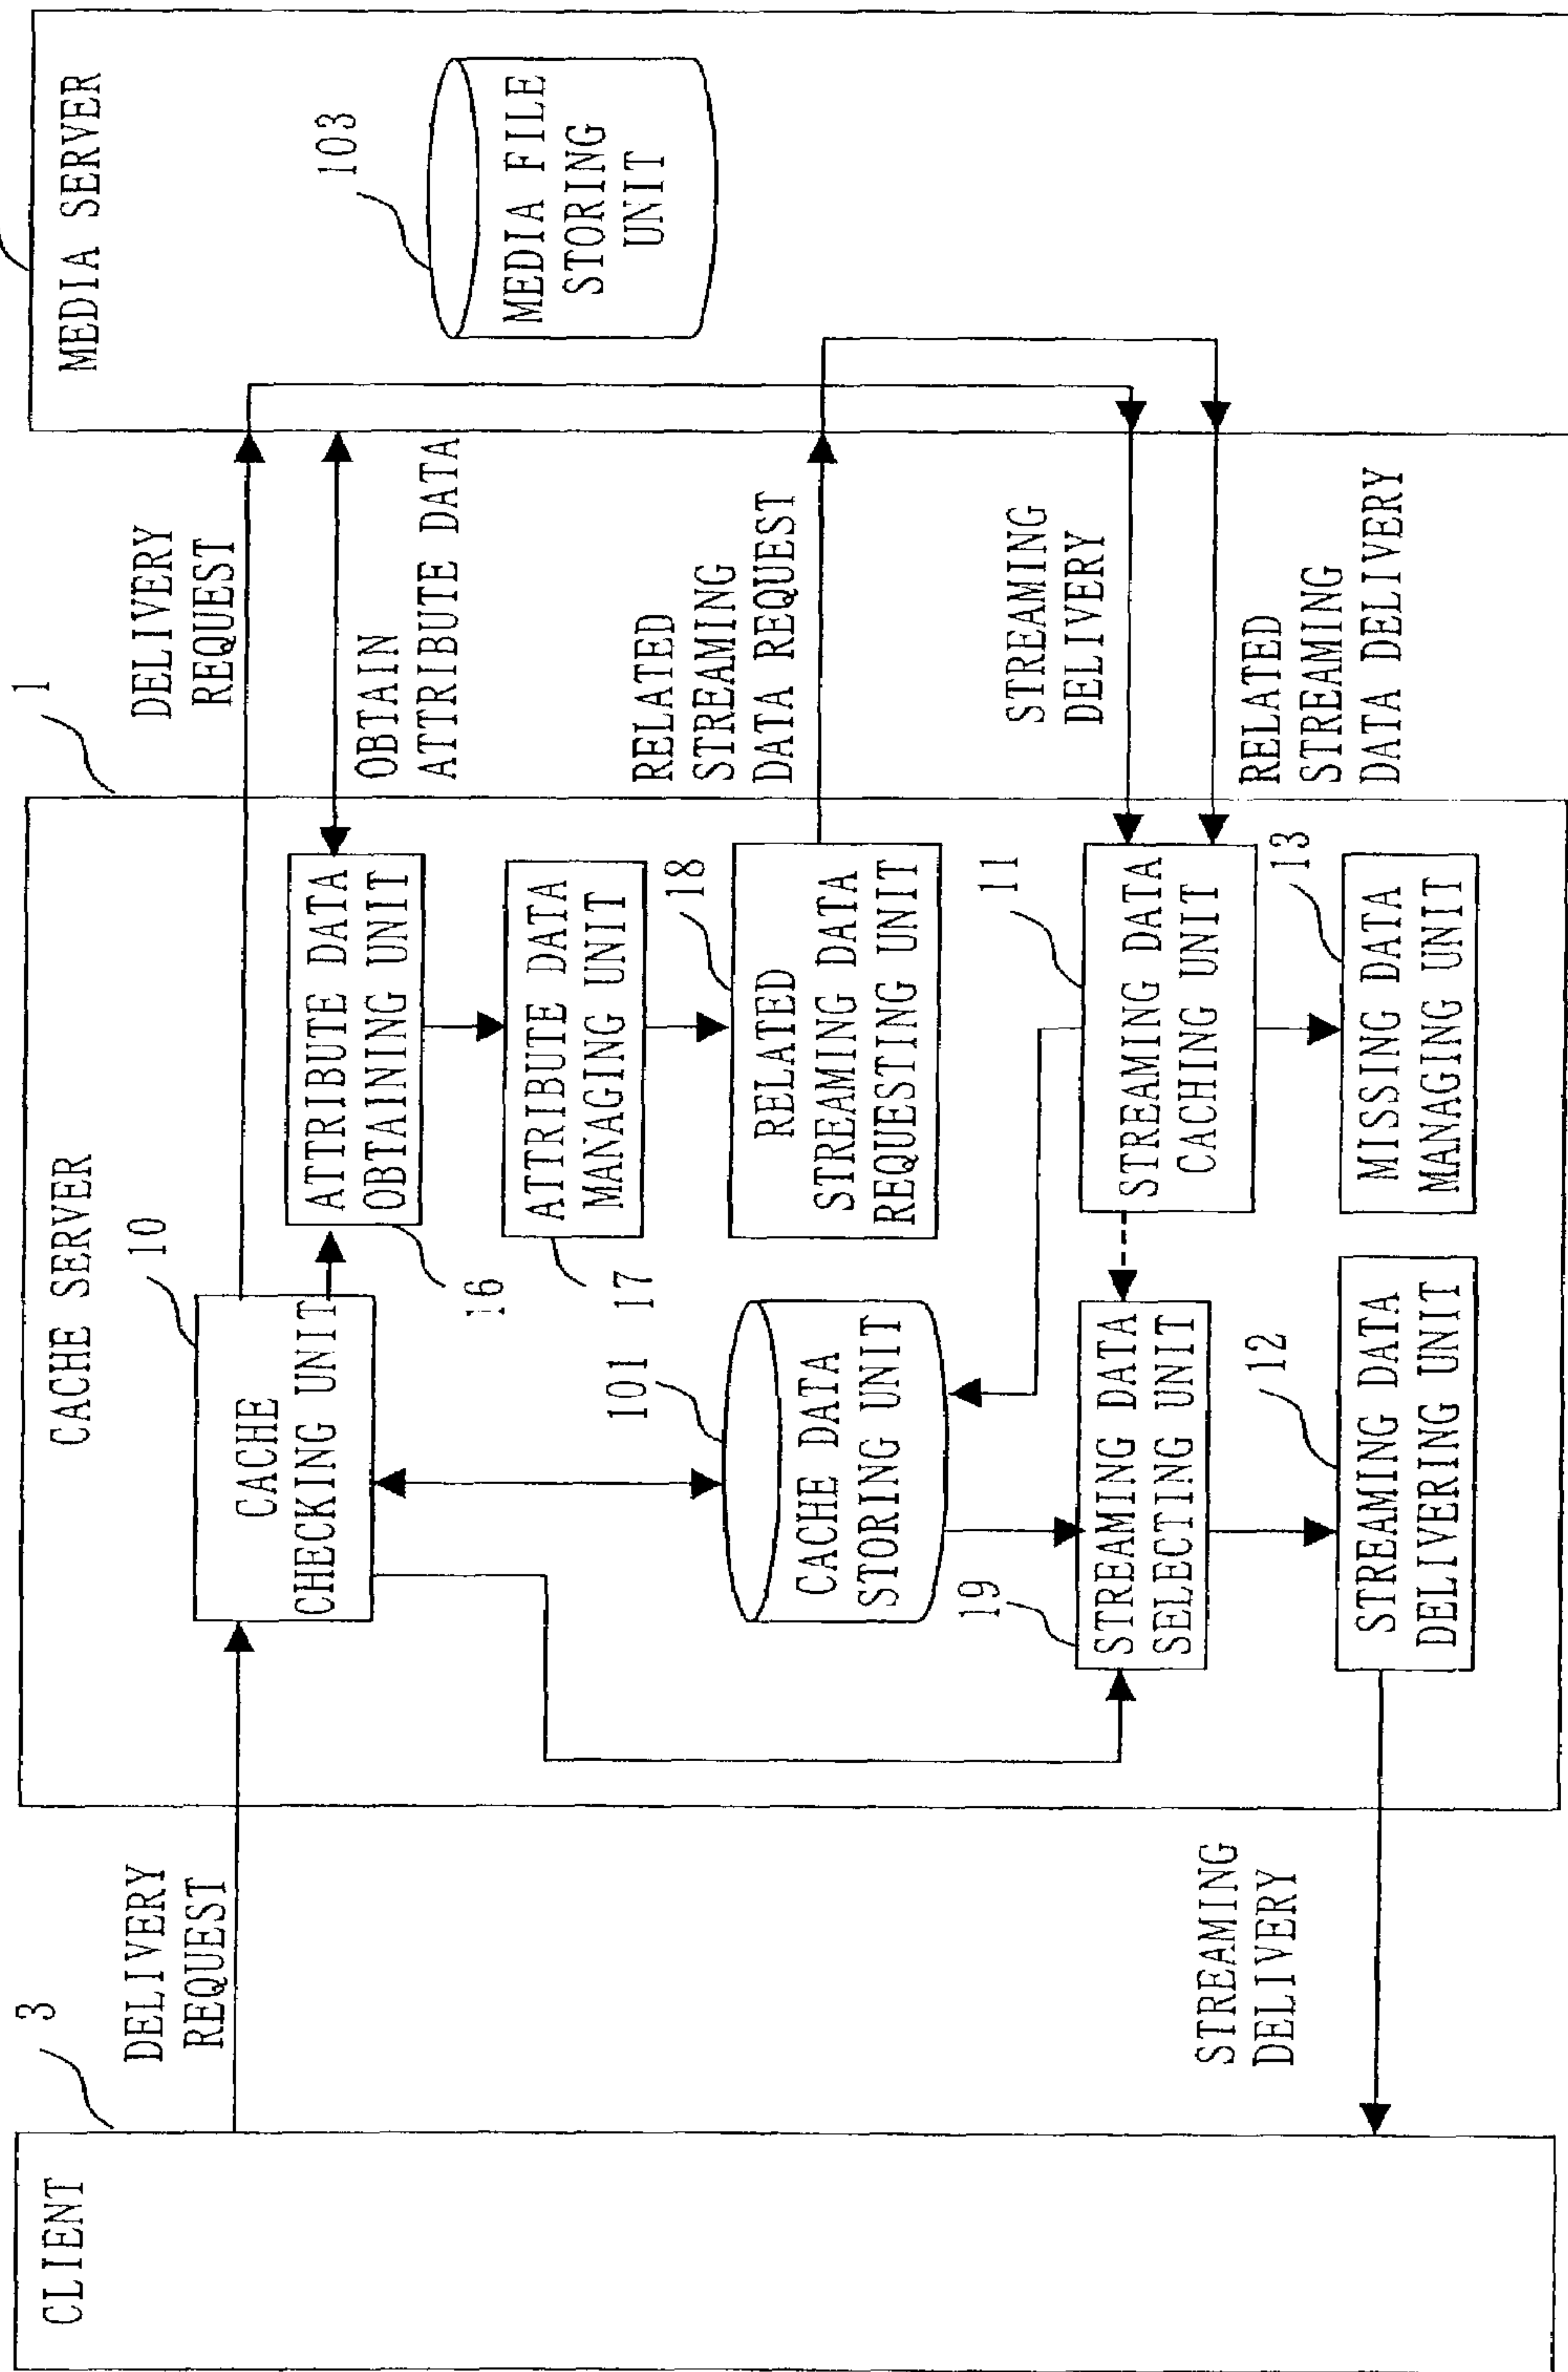 CLIENT
3
DELIVERY
REQUEST
STREAMING
DELIVERY
CACHE SERVER
1
10
CACHE
CHECKING UNIT
ATTRIBUTE DATA
OBTAINING UNIT
16
ATTRIBUTE DATA
MANAGING UNIT
17
101
CACHE DATA
STORING UNIT
18
RELATED
STREAMING DATA
REQUESTING UNIT
19
STREAMING DATA
SELECTING UNIT
11
STREAMING DATA
CACHING UNIT
12
STREAMING DATA
DELIVERING UNIT
13
MISSING DATA
MANAGING UNIT
DELIVERY
REQUEST
OBTAIN
ATTRIBUTE DATA
RELATED
STREAMING
DATA REQUEST
STREAMING
DELIVERY
RELATED
STREAMING
DATA DELIVERY
MEDIA SERVER
103
MEDIA FILE
STORING
UNIT